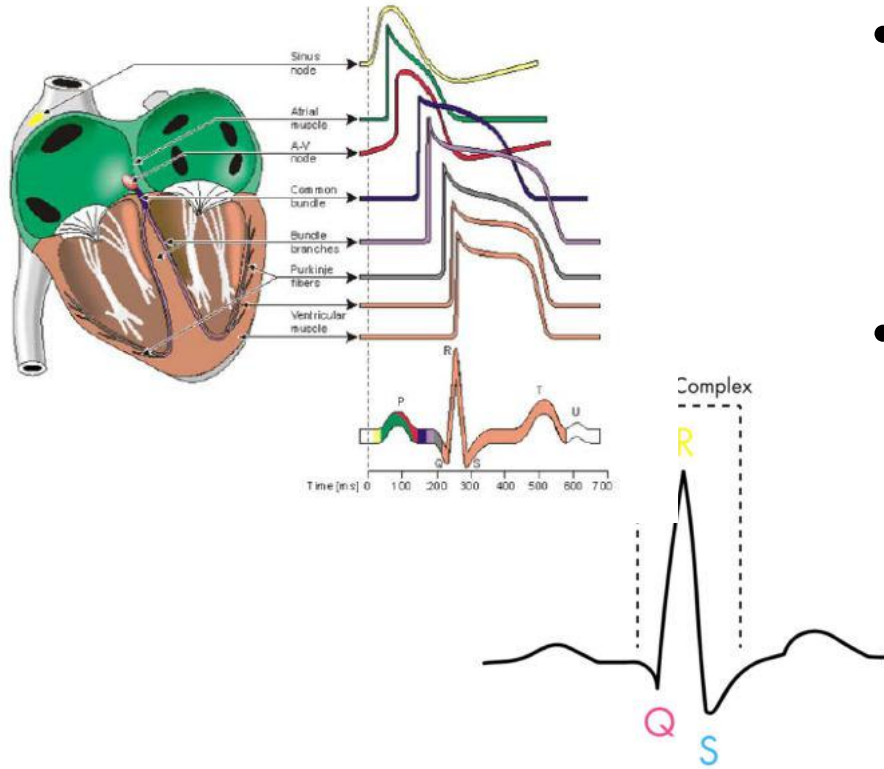 Sinus
node
Atrial
muscle
A-V
node
Common
bundle
Bundle
branches
Purkinje
fibers
Ventricular
muscle
R
P
T
U
Q
S
Time [ms] 0 100 200 300 400 500 600 700
Complex
R
Q
S